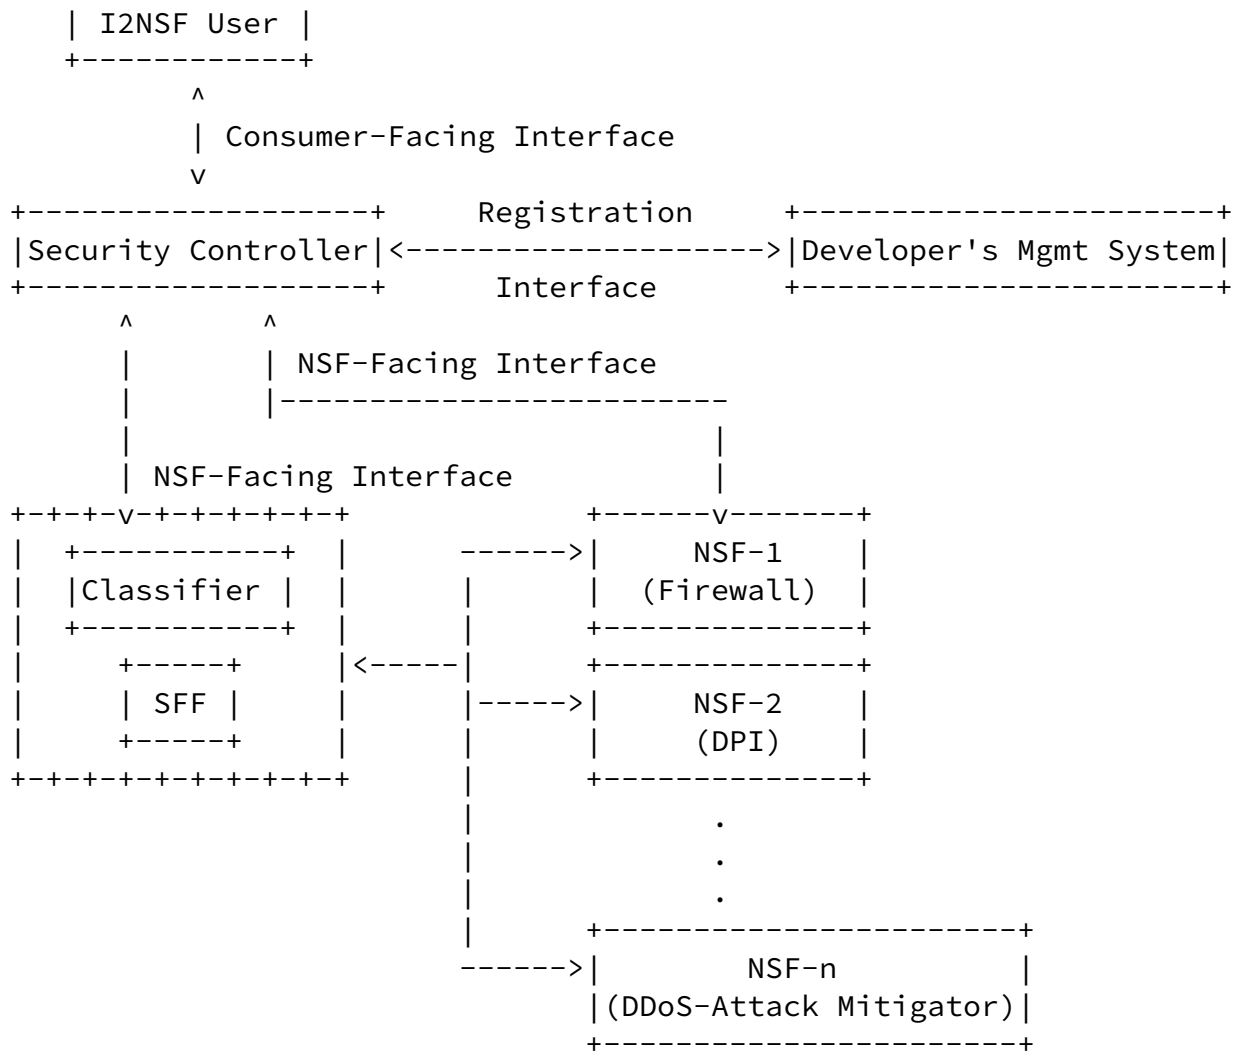 I2NSF User
Consumer-Facing Interface
Registration
Security Controller
Developer's Mgmt System
Interface
NSF-Facing Interface
NSF-Facing Interface
NSF-1
Classifier
(Firewall)
SFF
NSF-2
(DPI)
NSF-n
(DDoS-Attack Mitigator)